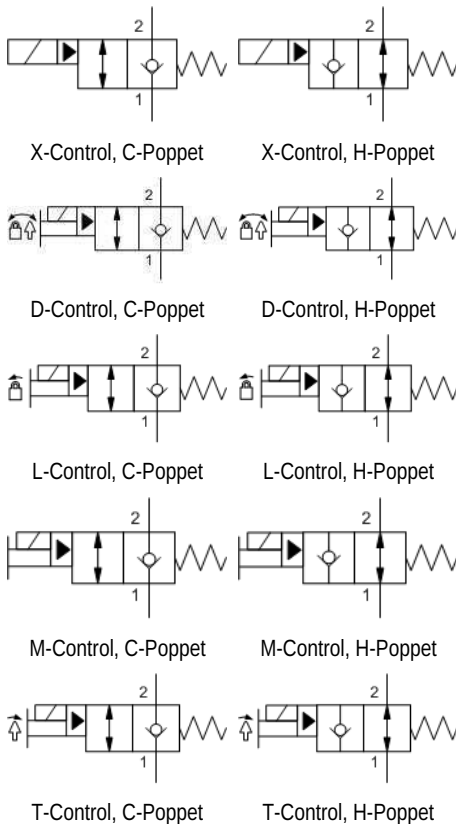 2 2
1 1
X-Control, C-Poppet X-Control, H-Poppet
2 2
1 1
D-Control, C-Poppet D-Control, H-Poppet
2 2
1 1
L-Control, C-Poppet L-Control, H-Poppet
2 2
1 1
M-Control, C-Poppet M-Control, H-Poppet
2 2
1 1
T-Control, C-Poppet T-Control, H-Poppet